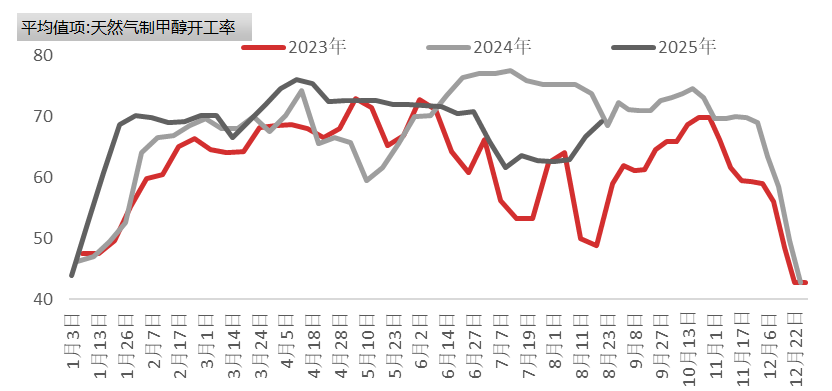 平均值项:天然气制甲醇开工率
2023年
2024年
2025年
80
70
60
50
40
1月3日
1月13日
1月26日
2月7日
2月17日
3月1日
3月14日
3月24日
4月5日
4月18日
4月28日
5月10日
5月23日
6月2日
6月14日
6月27日
7月7日
7月19日
8月1日
8月11日
8月23日
9月8日
9月27日
10月13日
11月1日
11月17日
12月6日
12月22日